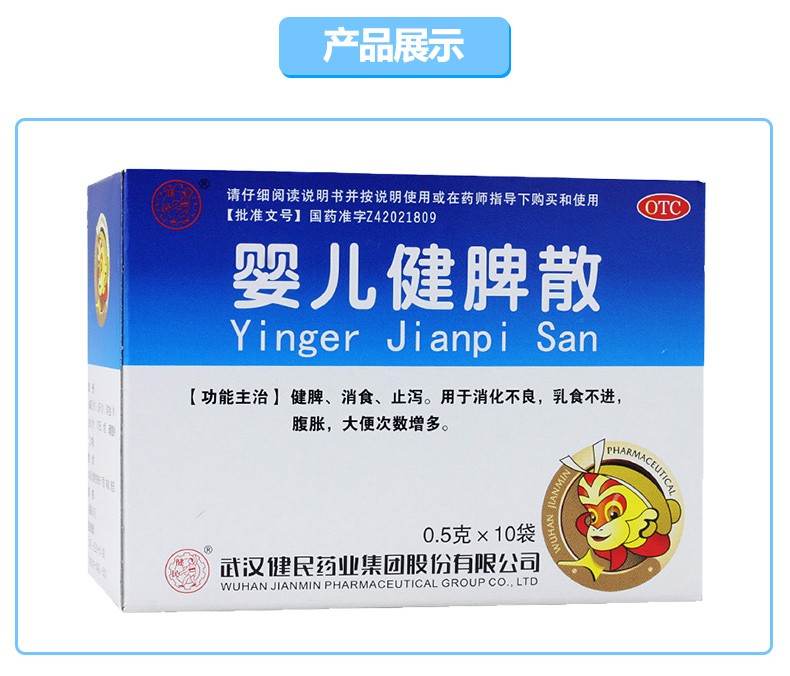 产品展示
请仔细阅读说明书并按说明使用或在药师指导下购买和使用
【批准文号】国药准字Z42021809
OTC
婴儿健脾散
Yinger Jianpi San
【功能主治】健脾、消食、止泻。用于消化不良，乳食不进，
腹胀，大便次数增多。
WUHAN JIANMIN PHARMACEUTICAL
0.5克×10袋
武汉健民药业集团股份有限公司
WUHAN JIANMIN PHARMACEUTICAL GROUP CO., LTD